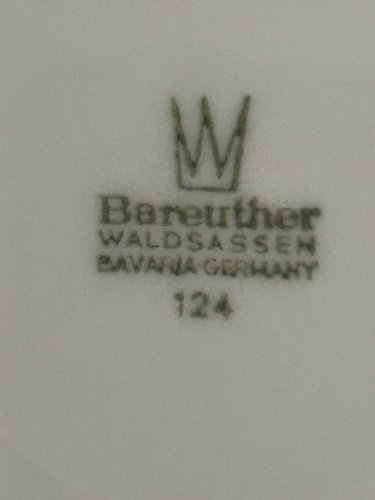 W
Bareuther
WALDSASSEN
BAVARIA-GERMANY
124